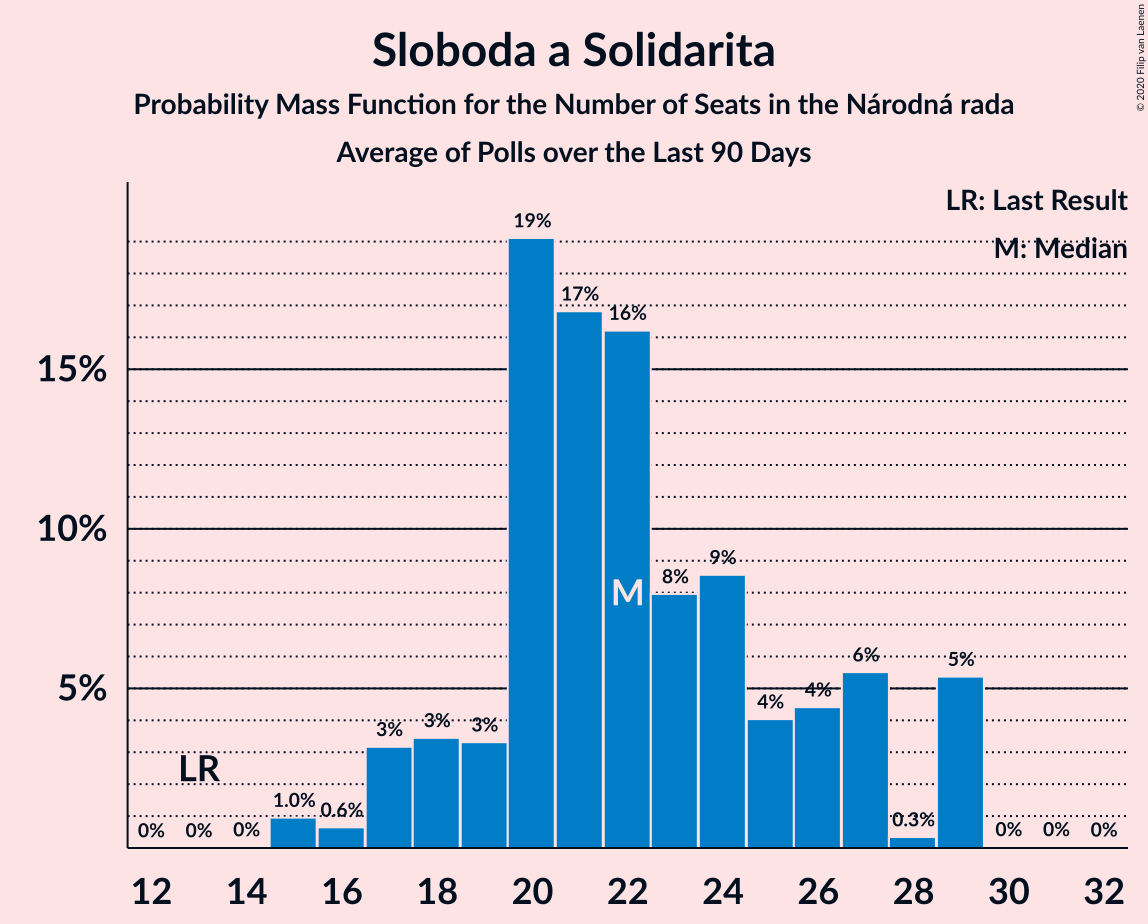 Sloboda a Solidarita
Probability Mass Function for the Number of Seats in the Národná rada
Average of Polls over the Last 90 Days
© 2020 Filip van Laenen
LR: Last Result
M: Median
15%
10%
5%
0% 0% 0% 1.0% 0.6% 3% 3% 3% 19% 17% 16% 8% 9% 4% 4% 6% 0.3% 5% 0% 0% 0%
LR
M
12 14 16 18 20 22 24 26 28 30 32